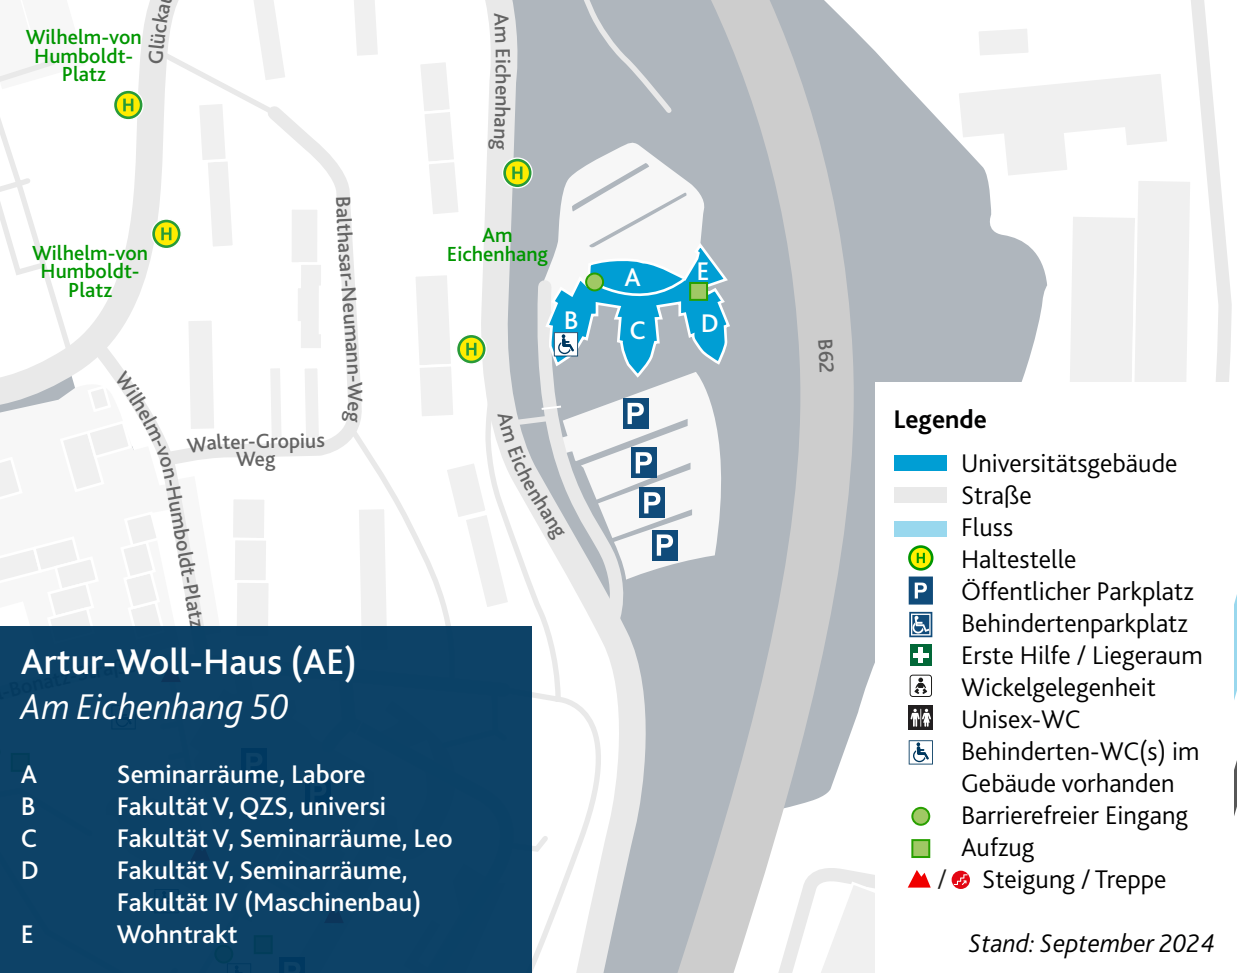 Wilhelm-von
Humboldt-
Platz
H
Am Eichenhang
H
Balthasar-Neumann-Weg
H
Wilhelm-von
Humboldt-
Platz
Am
Eichenhang
A
E
B
C
D
H
B62
Wilhelm-von-Humboldt-Platz
Walter-Gropius
Weg
Am Eichenhang
P
P
P
P
Legende
Universitätsgebäude
Straße
Fluss
H Haltestelle
P Öffentlicher Parkplatz
Behindertenparkplatz
Erste Hilfe / Liegeraum
Wickelgelegenheit
Unisex-WC
Behinderten-WC(s) im
Gebäude vorhanden
Barrierefreier Eingang
Aufzug
/ Steigung / Treppe
Stand: September 2024
Artur-Woll-Haus (AE)
Am Eichenhang 50
A Seminarräume, Labore
B Fakultät V, QZS, universi
C Fakultät V, Seminarräume, Leo
D Fakultät V, Seminarräume,
Fakultät IV (Maschinenbau)
E Wohntrakt
P
P
P